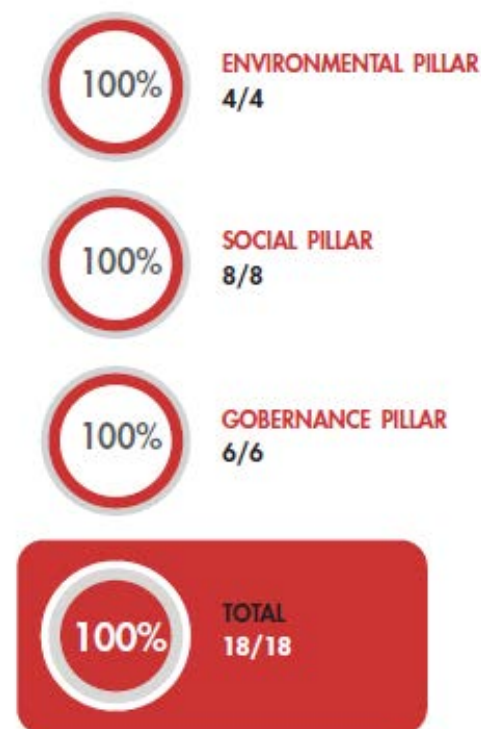 100%
ENVIRONMENTAL PILLAR
4/4
100%
SOCIAL PILLAR
8/8
100%
GOBERNANCE PILLAR
6/6
100%
TOTAL
18/18